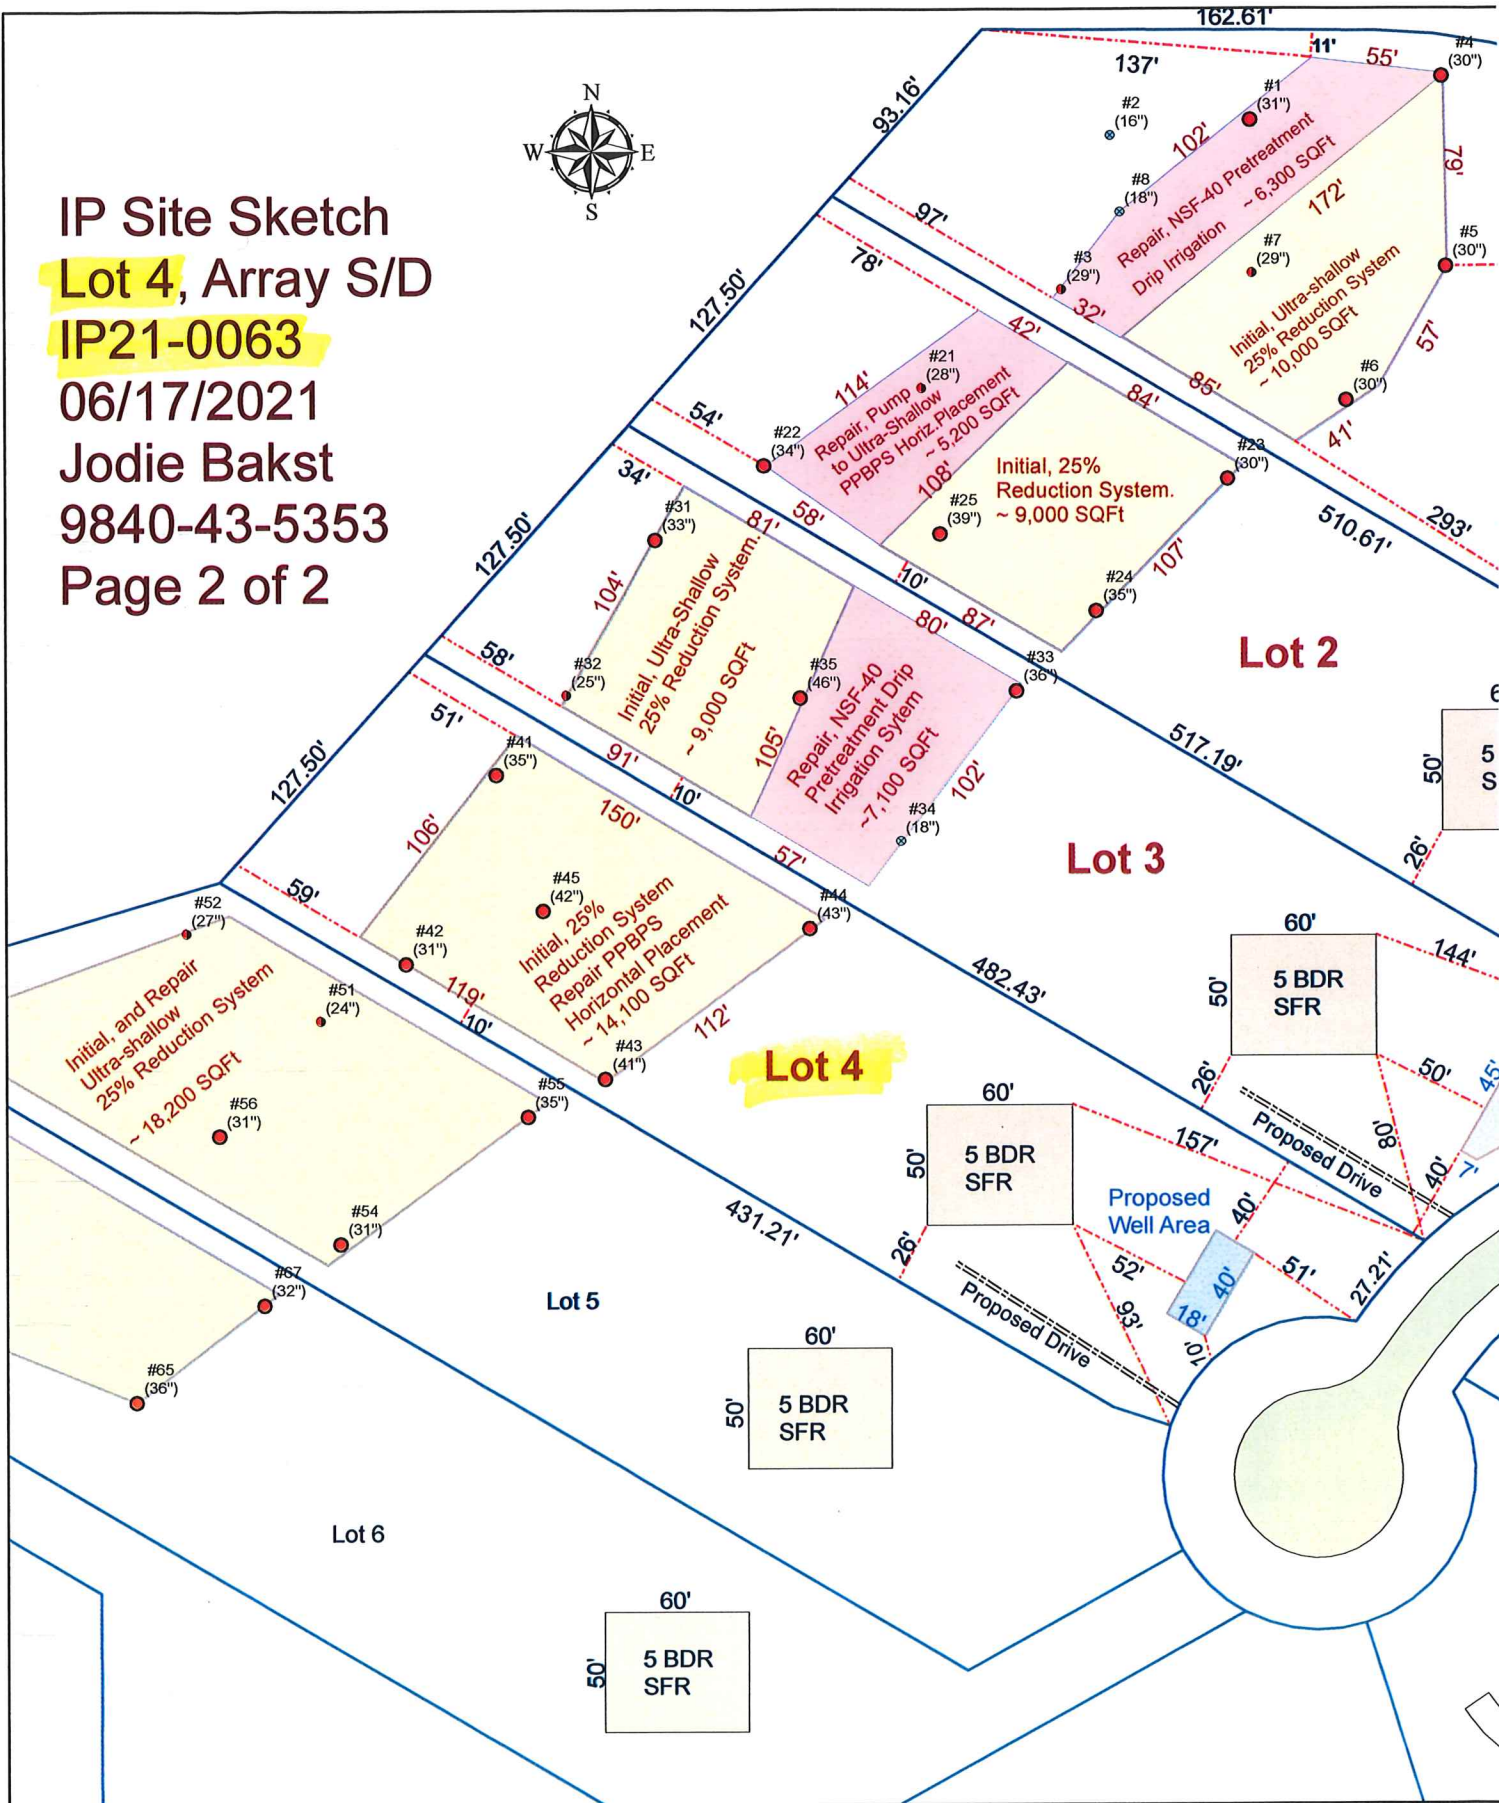 IP Site Sketch
Lot 4, Array S/D
IP21-0063
06/17/2021
Jodie Bakst
9840-43-5353
Page 2 of 2
N
W
E
S
162.61'
11'
55'
#4
(30")
137'
93.16'
#1
(31")
#2
(16")
102'
79'
#8
(18")
Repair, NSF-40 Pretreatment
Drip Irrigation ~ 6,300 SQFt
172'
97'
#7
(29")
#5
(30")
#3
(29")
78'
32'
Initial, Ultra-shallow
25% Reduction System
~ 10,000 SQFt
57'
127.50'
42'
#21
(28")
114'
#6
(30")
85'
84'
Repair, Pump
to Ultra-Shallow
PPBPS Horiz.Placement
~ 5,200 SQFt
54'
#22
(34")
41'
#23
(30")
108'
Initial, 25%
Reduction System.
~ 9,000 SQFt
34'
58'
#25
(39")
#31
(33")
81'
510.61'
293'
127.50'
107'
10'
#24
(35")
104'
Initial, Ultra-Shallow
25% Reduction System.
~ 9,000 SQFt
87'
80'
Lot 2
58'
#32
(25")
#35
(46")
#33
(36")
Repair, NSF-40
Pretreatment Drip
Irrigation Sytem
~7,100 SQFt
51'
#41
(35")
91'
105'
517.19'
50'
5
S
6
102'
127.50'
10'
150'
#34
(18")
106'
57'
Lot 3
26'
59'
#45
(42")
#44
(43")
#52
(27")
Initial, 25%
Reduction System
Repair PPBPS
Horizontal Placement
~ 14,100 SQFt
60'
#42
(31")
144'
482.43'
119'
50'
5 BDR
SFR
Initial, and Repair
Ultra-shallow
25% Reduction System
~ 18,200 SQFt
#51
(24")
10'
112'
#43
(41")
Lot 4
26'
50'
45'
#55
(35")
60'
#56
(31")
Proposed Drive
80'
157'
50'
5 BDR
SFR
40'
7'
Proposed
Well Area
40'
#54
(31")
431.21'
26'
52'
51'
27.21'
40'
#67
(32")
Lot 5
18'
93'
Proposed Drive
10'
60'
#65
(36")
50'
5 BDR
SFR
Lot 6
60'
50'
5 BDR
SFR